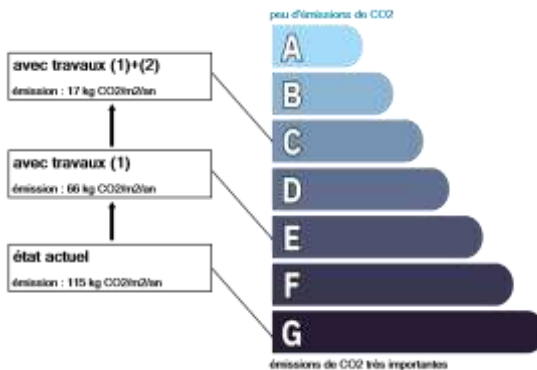 peu d'émissions de CO2
A
avec travaux (1)+(2)
émission : 17 kg CO2/m2/an
B
C
avec travaux (1)
émission : 66 kg CO2/m2/an
D
E
état actuel
émission : 115 kg CO2/m2/an
F
G
émissions de CO2 très importantes